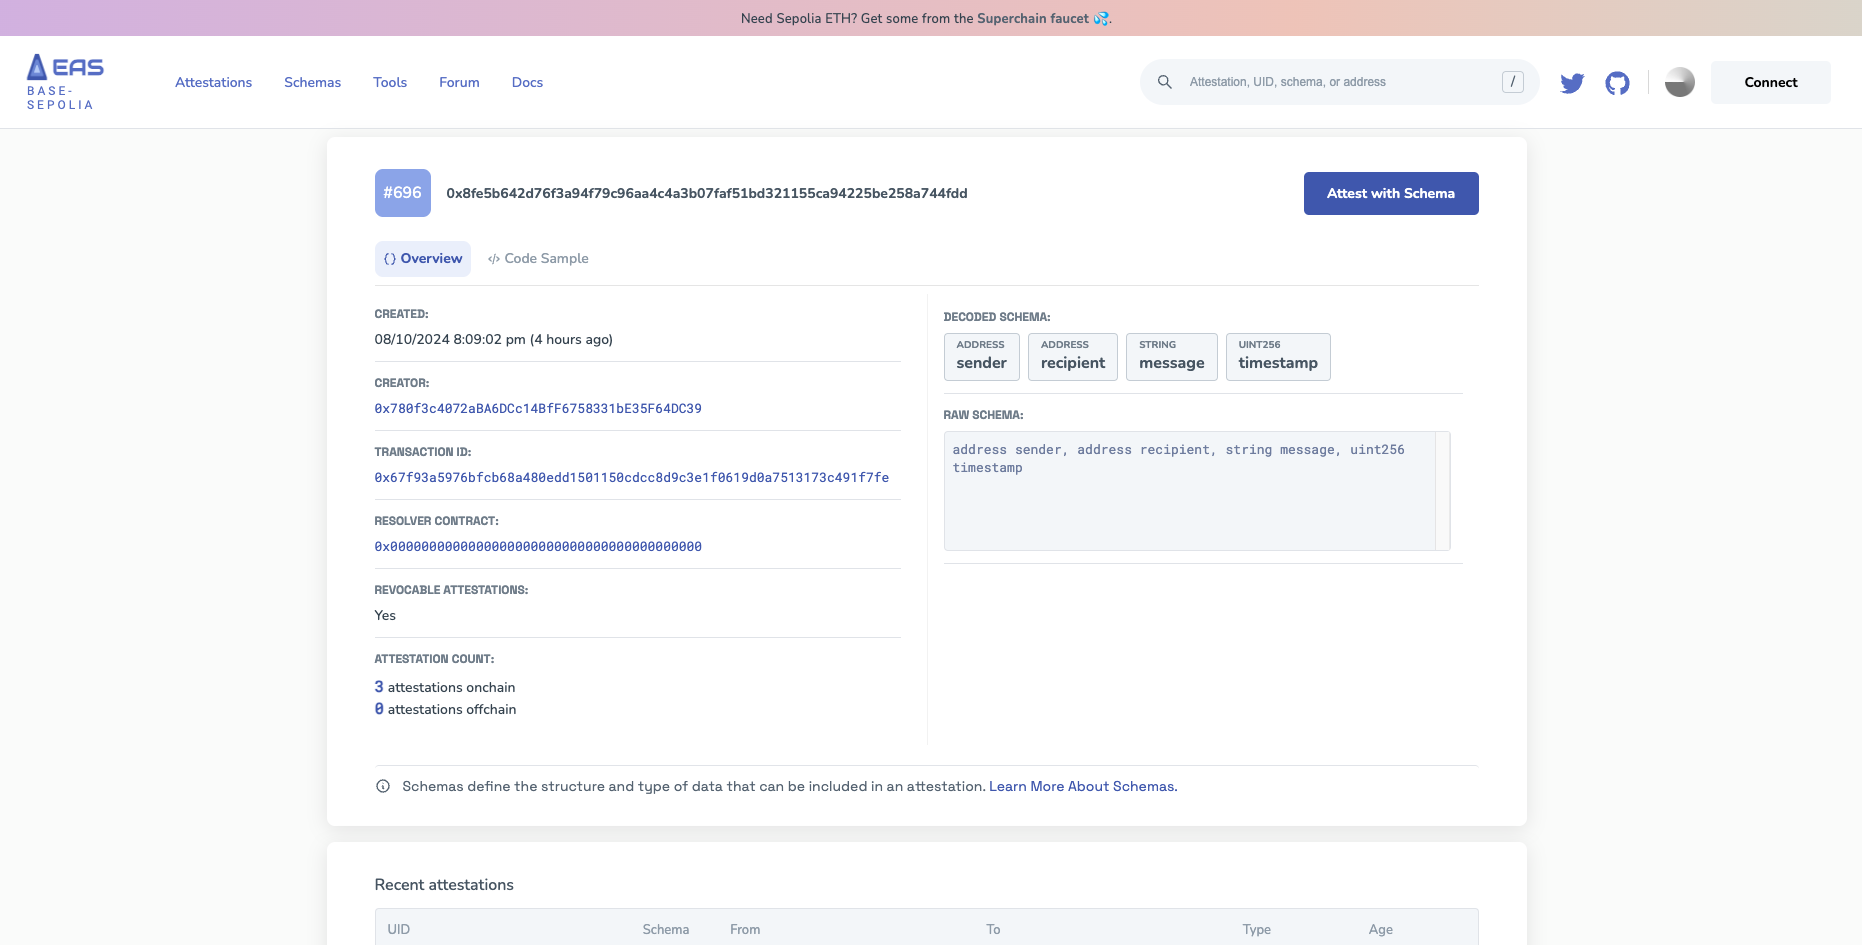 Need Sepolia ETH? Get some from the Superchain faucet 💦.
EAS
BASE-
SEPOLIA
Attestations
Schemas
Tools
Forum
Docs
Attestation, UID, schema, or address
/
Connect
#696
0x8fe5b642d76f3a94f79c96aa4c4a3b07faf51bd321155ca94225be258a744fdd
Attest with Schema
{} Overview
</> Code Sample
CREATED:
08/10/2024 8:09:02 pm (4 hours ago)
CREATOR:
0x780f3c4072aBA6DCc14BfF6758331bE35F64DC39
TRANSACTION ID:
0x67f93a5976bfcb68a480edd1501150cdcc8d9c3e1f0619d0a7513173c491f7fe
RESOLVER CONTRACT:
0x0000000000000000000000000000000000000000
REVOCABLE ATTESTATIONS:
Yes
ATTESTATION COUNT:
3 attestations onchain
0 attestations offchain
DECODED SCHEMA:
ADDRESS
sender
ADDRESS
recipient
STRING
message
UINT256
timestamp
RAW SCHEMA:
address sender, address recipient, string message, uint256
timestamp
Schemas define the structure and type of data that can be included in an attestation. Learn More About Schemas.
Recent attestations
UID
Schema
From
To
Type
Age